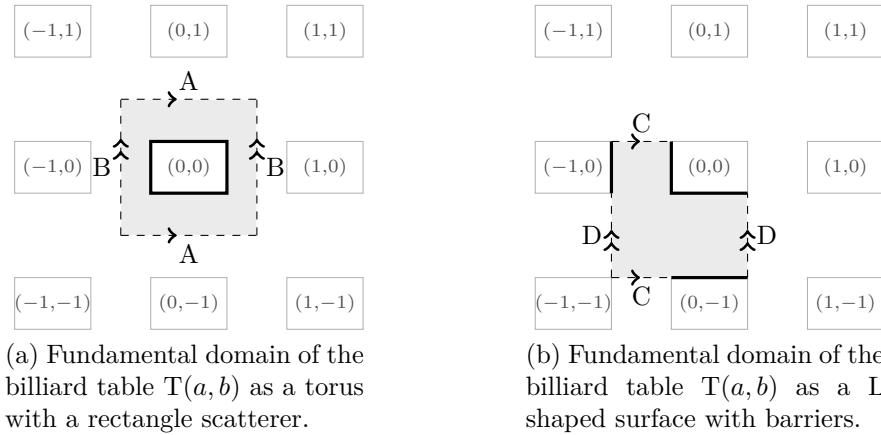 (−1,1) (0,1) (1,1) (−1,1) (0,1) (1,1)
A
C
(−1,0) B (0,0) B (1,0) (−1,0) (0,0) (1,0)
D D
A
C
(−1,−1) (0,−1) (1,−1) (−1,−1) (0,−1) (1,−1)
(a) Fundamental domain of the
billiard table T(a, b) as a torus
with a rectangle scatterer.
(b) Fundamental domain of the
billiard table T(a, b) as a L
shaped surface with barriers.